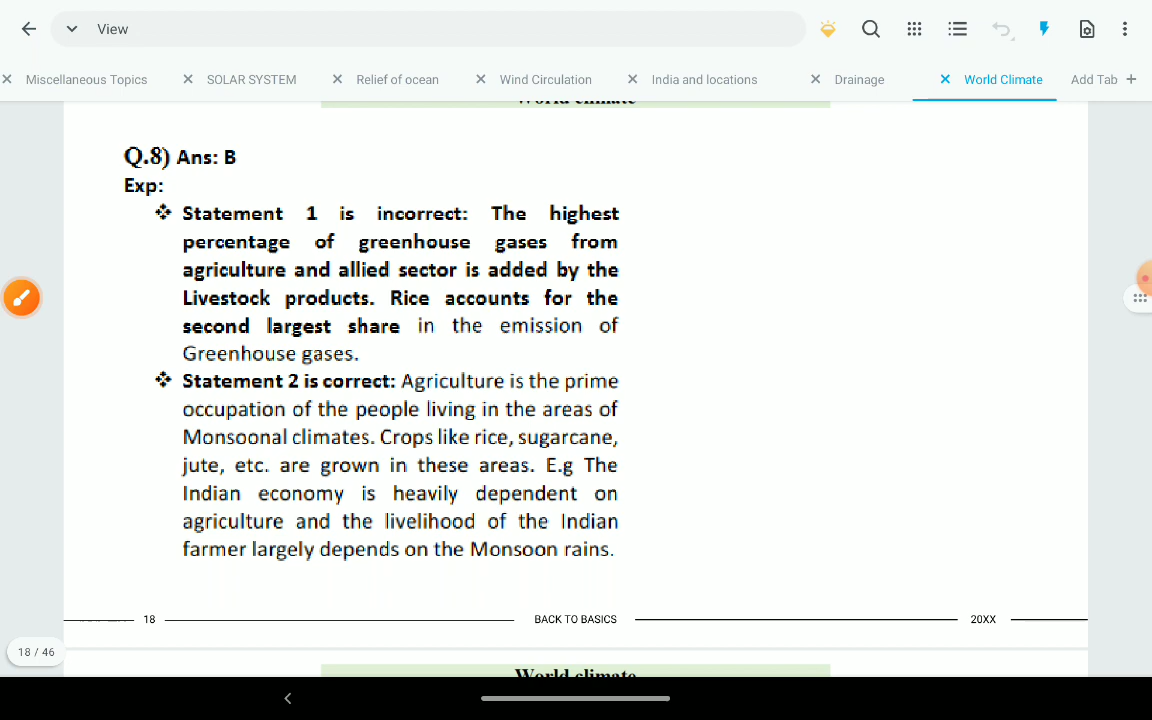 View
Miscellaneous Topics
SOLAR SYSTEM
Relief of ocean
Wind Circulation
India and locations
Drainage
World Climate
Add Tab +
World climate
Q.8) Ans: B
Exp:
❖ Statement 1 is incorrect: The highest
percentage of greenhouse gases from
agriculture and allied sector is added by the
Livestock products. Rice accounts for the
second largest share in the emission of
Greenhouse gases.
❖ Statement 2 is correct: Agriculture is the prime
occupation of the people living in the areas of
Monsoonal climates. Crops like rice, sugarcane,
jute, etc. are grown in these areas. E.g The
Indian economy is heavily dependent on
agriculture and the livelihood of the Indian
farmer largely depends on the Monsoon rains.
18 BACK TO BASICS 20XX
18 / 46
World climate